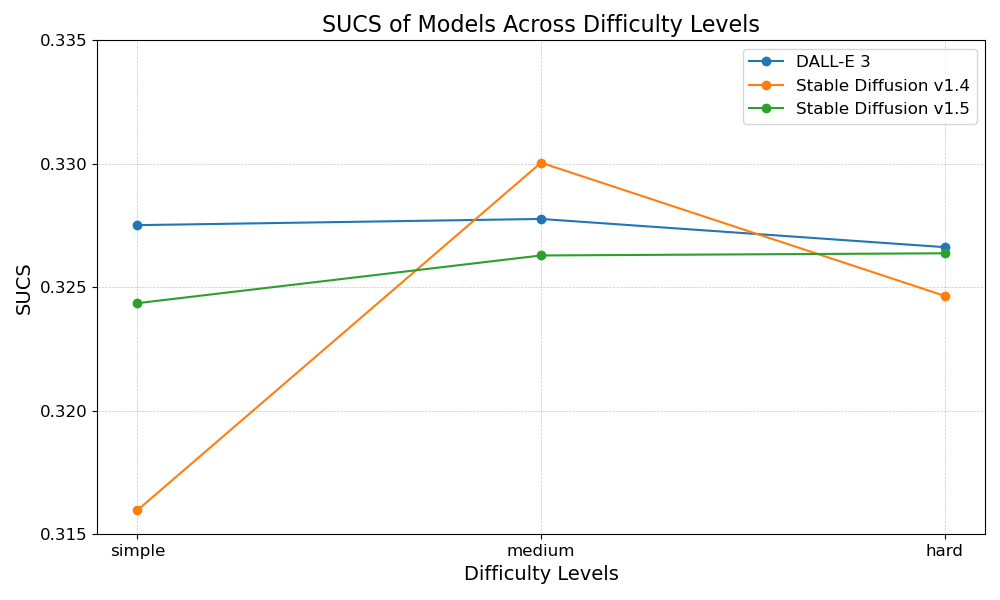 SUCS of Models Across Difficulty Levels
DALL-E 3
Stable Diffusion v1.4
Stable Diffusion v1.5
SUCS
0.335
0.330
0.325
0.320
0.315
simple medium hard
Difficulty Levels